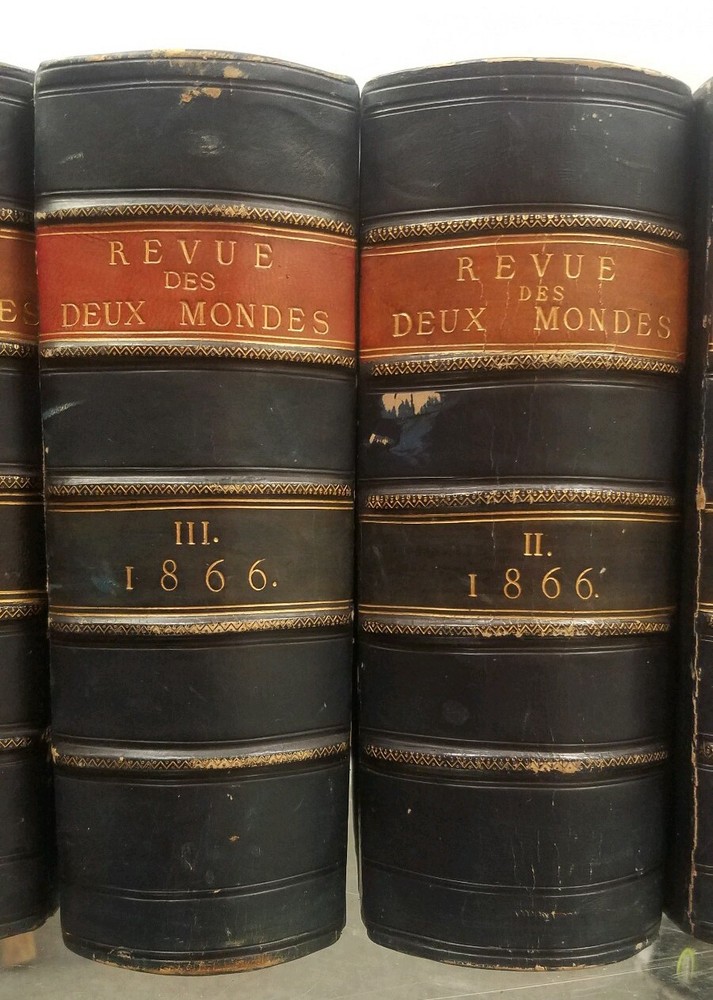 REVUE
DES
DEUX MONDES
III.
1866.
REVUE
DES
DEUX MONDES
II.
1866.